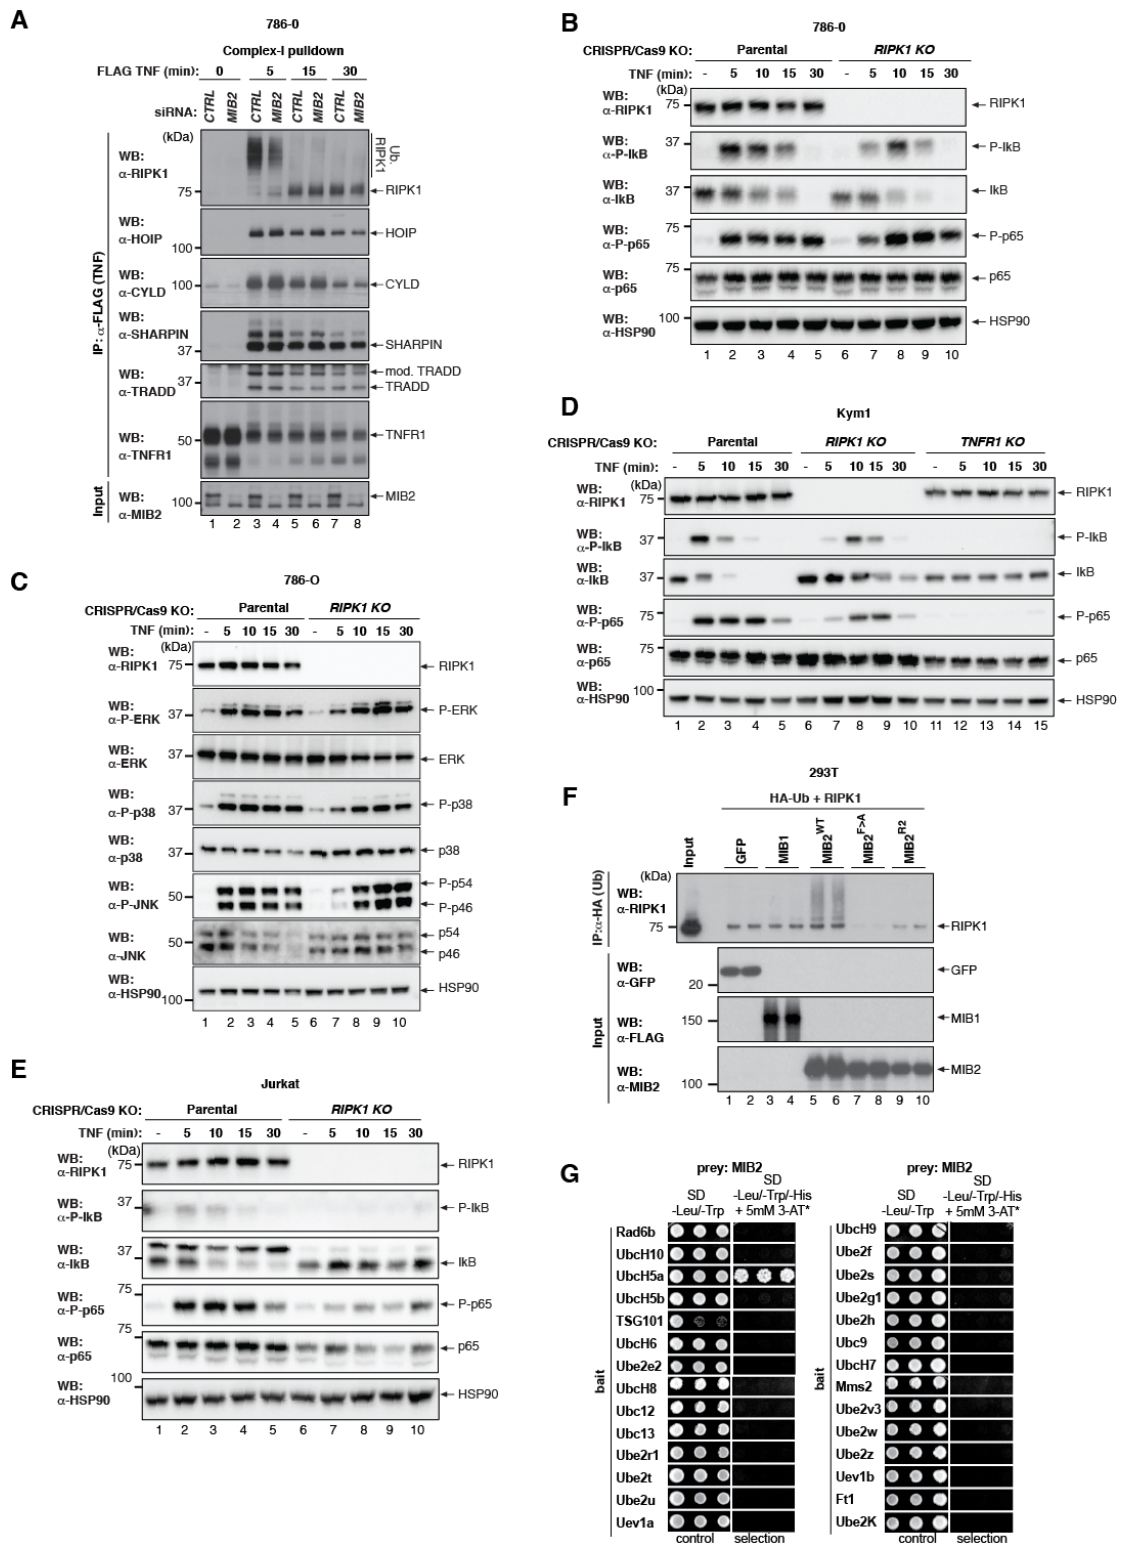 A
786-0
Complex-I pulldown
FLAG TNF (min): 0 5 15 30
siRNA: CTRL MIB2 CTRL MIB2 CTRL MIB2 CTRL MIB2
(kDa)
IP: α-FLAG (TNF)
WB: α-RIPK1
75
Ub. RIPK1
RIPK1
WB: α-HOIP
100
HOIP
WB: α-CYLD
100
CYLD
WB: α-SHARPIN
37
SHARPIN
WB: α-TRADD
37
mod. TRADD
TRADD
WB: α-TNFR1
50
TNFR1
Input
WB: α-MIB2
100
MIB2
1 2 3 4 5 6 7 8
B
786-0
CRISPR/Cas9 KO: Parental RIPK1 KO
TNF (min): - 5 10 15 30 - 5 10 15 30
(kDa)
WB: α-RIPK1
75
RIPK1
WB: α-P-IkB
37
P-IkB
WB: α-IkB
37
IkB
WB: α-P-p65
75
P-p65
WB: α-p65
75
p65
WB: α-HSP90
100
HSP90
1 2 3 4 5 6 7 8 9 10
C
786-O
CRISPR/Cas9 KO: Parental RIPK1 KO
TNF (min): - 5 10 15 30 - 5 10 15 30
(kDa)
WB: α-RIPK1
75
RIPK1
WB: α-P-ERK
37
P-ERK
WB: α-ERK
37
ERK
WB: α-P-p38
37
P-p38
WB: α-p38
37
p38
WB: α-P-JNK
50
P-p54
P-p46
WB: α-JNK
50
p54
p46
WB: α-HSP90
100
HSP90
1 2 3 4 5 6 7 8 9 10
D
Kym1
CRISPR/Cas9 KO: Parental RIPK1 KO TNFR1 KO
TNF (min): - 5 10 15 30 - 5 10 15 30 - 5 10 15 30
(kDa)
WB: α-RIPK1
75
RIPK1
WB: α-P-IkB
37
P-IkB
WB: α-IkB
37
IkB
WB: α-P-p65
75
P-p65
WB: α-p65
75
p65
WB: α-HSP90
100
HSP90
1 2 3 4 5 6 7 8 9 10 11 12 13 14 15
E
Jurkat
CRISPR/Cas9 KO: Parental RIPK1 KO
TNF (min): - 5 10 15 30 - 5 10 15 30
(kDa)
WB: α-RIPK1
75
RIPK1
WB: α-P-IkB
37
P-IkB
WB: α-IkB
37
IkB
WB: α-P-p65
75
P-p65
WB: α-p65
75
p65
WB: α-HSP90
100
HSP90
1 2 3 4 5 6 7 8 9 10
F
293T
HA-Ub + RIPK1
Input GFP MIB1 MIB2WT MIB2F>A MIB2R2
(kDa)
IP:α-HA (Ub)
WB: α-RIPK1
75
RIPK1
Input
WB: α-GFP
20
GFP
WB: α-FLAG
150
MIB1
WB: α-MIB2
100
MIB2
1 2 3 4 5 6 7 8 9 10
G
prey: MIB2
SD -Leu/-Trp
SD -Leu/-Trp/-His + 5mM 3-AT*
bait
Rad6b
UbcH10
UbcH5a
UbcH5b
TSG101
UbcH6
Ube2e2
UbcH8
Ubc12
Ubc13
Ube2r1
Ube2t
Ube2u
Uev1a
control selection
prey: MIB2
SD -Leu/-Trp
SD -Leu/-Trp/-His + 5mM 3-AT*
bait
UbcH9
Ube2f
Ube2s
Ube2g1
Ube2h
Ubc9
UbcH7
Mms2
Ube2v3
Ube2w
Ube2z
Uev1b
Ft1
Ube2K
control selection